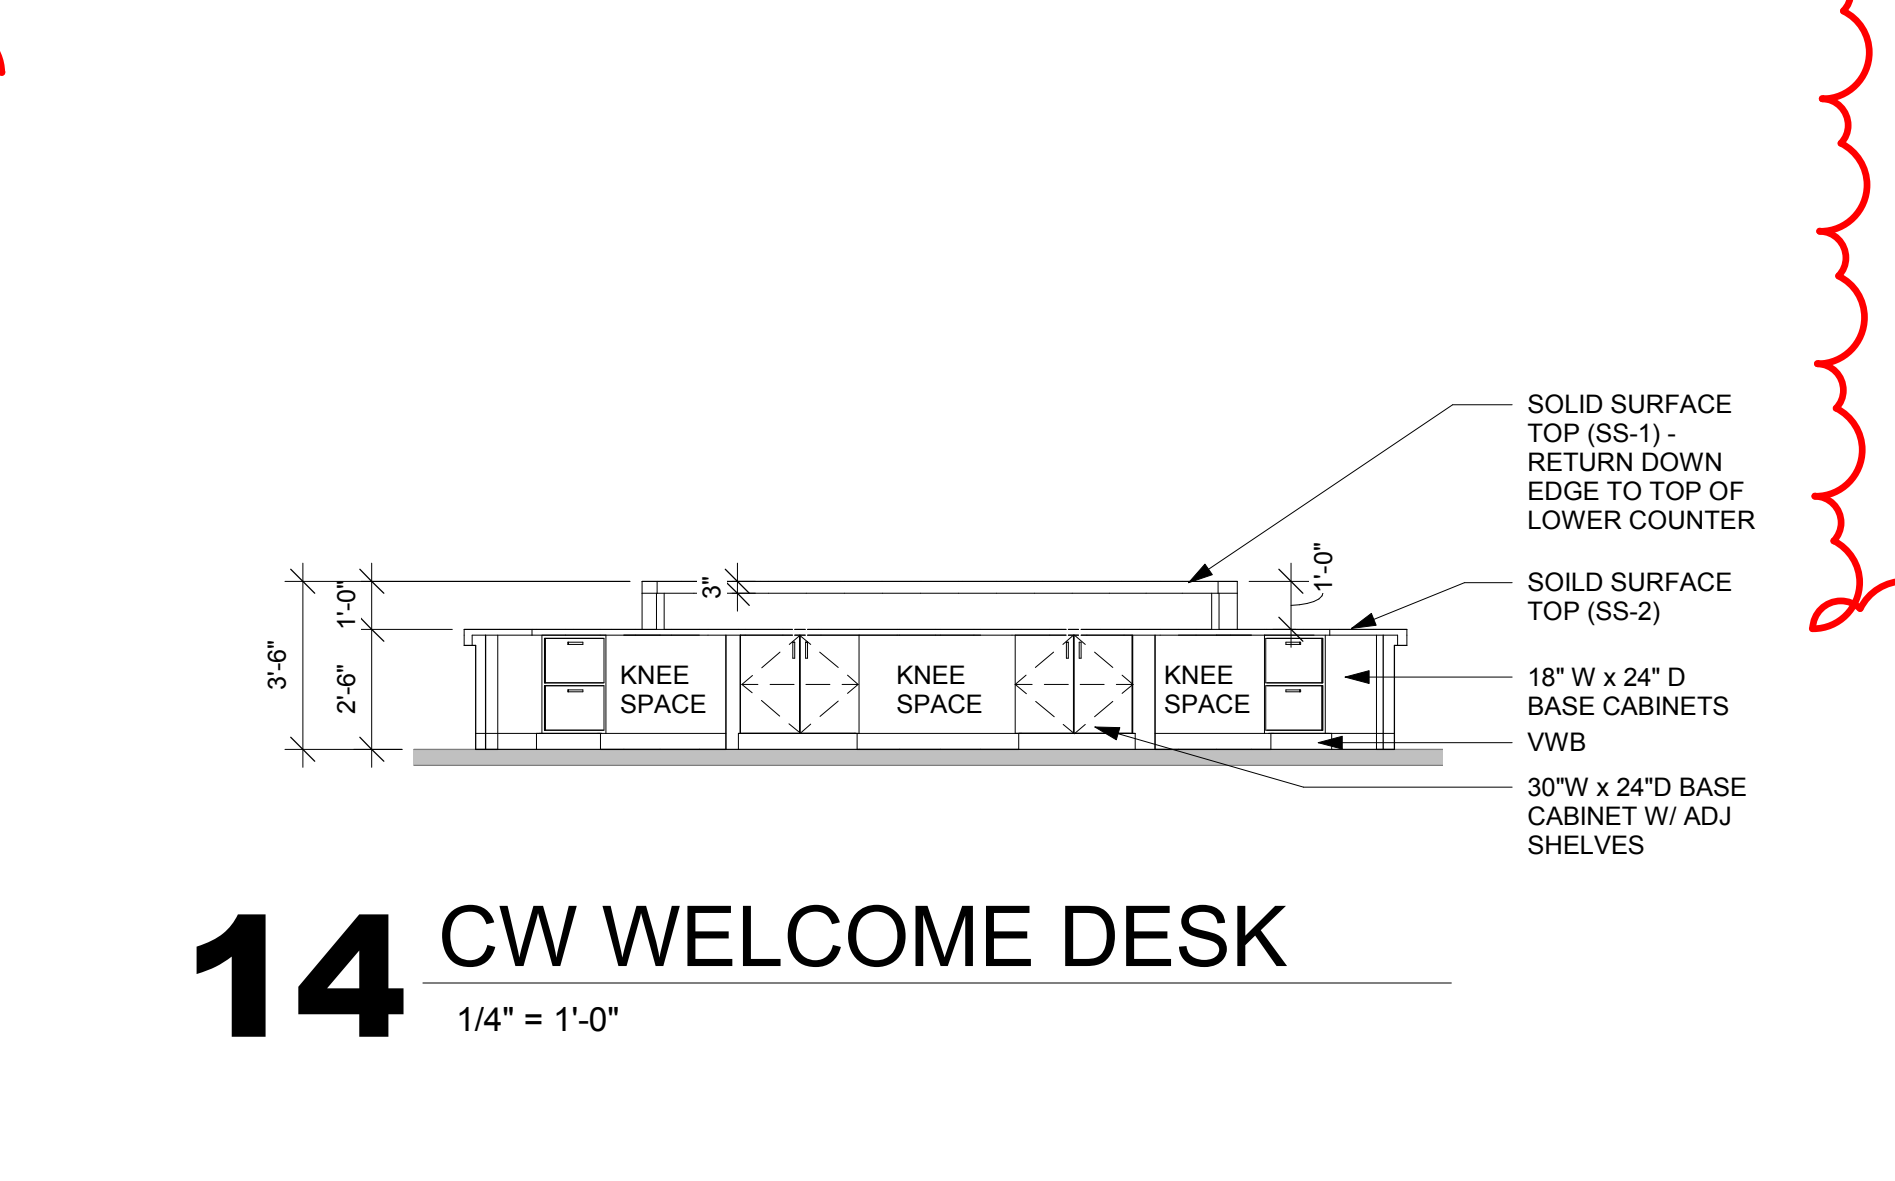 SOLID SURFACE
TOP (SS-1) -
RETURN DOWN
EDGE TO TOP OF
LOWER COUNTER
SOILD SURFACE
TOP (SS-2)
18" W x 24" D
BASE CABINETS
VWB
30"W x 24"D BASE
CABINET W/ ADJ
SHELVES
3'-6"
1'-0"
2'-6"
3"
1'-0"
KNEE
SPACE
KNEE
SPACE
KNEE
SPACE
14
CW WELCOME DESK
1/4" = 1'-0"